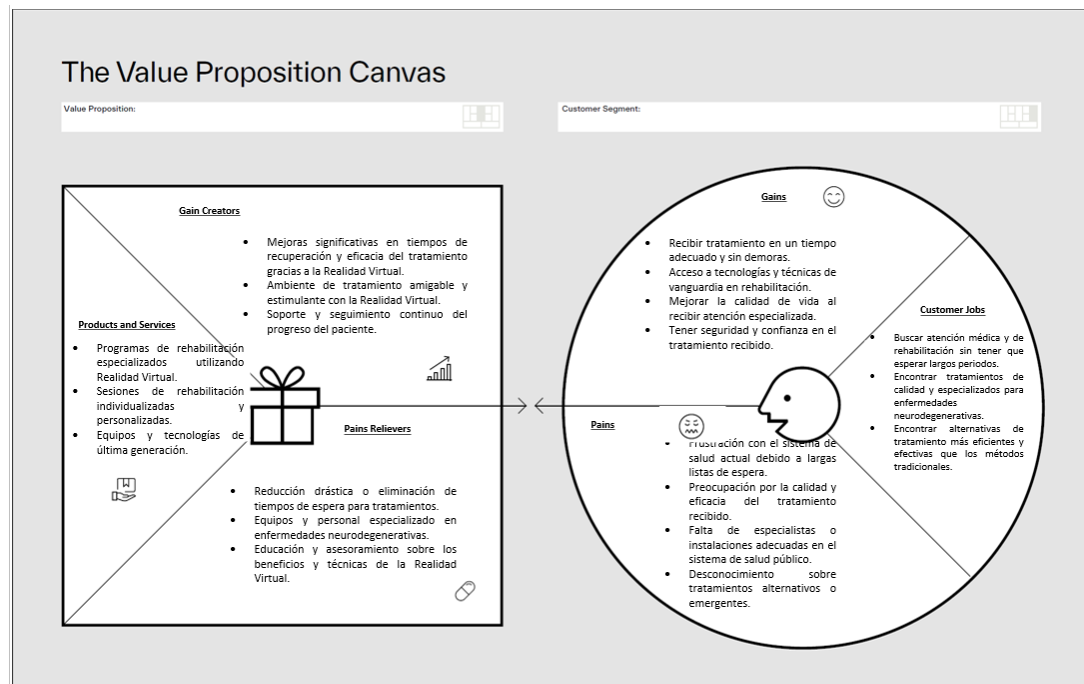 The Value Proposition Canvas
Value Proposition:
Customer Segment:
Gain Creators
• Mejoras significativas en tiempos de
recuperación y eficacia del tratamiento
gracias a la Realidad Virtual.
• Ambiente de tratamiento amigable y
estimulante con la Realidad Virtual.
• Soporte y seguimiento continuo del
progreso del paciente.
Products and Services
• Programas de rehabilitación
especializados utilizando
Realidad Virtual.
• Sesiones de rehabilitación
individualizadas y
personalizadas.
• Equipos y tecnologías de
última generación.
Pains Relievers
• Reducción drástica o eliminación de
tiempos de espera para tratamientos.
• Equipos y personal especializado en
enfermedades neurodegenerativas.
• Educación y asesoramiento sobre los
beneficios y técnicas de la Realidad
Virtual.
Gains
• Recibir tratamiento en un tiempo
adecuado y sin demoras.
• Acceso a tecnologías y técnicas de
vanguardia en rehabilitación.
• Mejorar la calidad de vida al
recibir atención especializada.
• Tener seguridad y confianza en el
tratamiento recibido.
Customer Jobs
• Buscar atención médica y de
rehabilitación sin tener que
esperar largos periodos.
• Encontrar tratamientos de
calidad y especializados para
enfermedades
neurodegenerativas.
• Encontrar alternativas de
tratamiento más eficientes y
efectivas que los métodos
tradicionales.
Pains
• Frustración con el sistema de
salud actual debido a largas
listas de espera.
• Preocupación por la calidad y
eficacia del tratamiento
recibido.
• Falta de especialistas o
instalaciones adecuadas en el
sistema de salud público.
• Desconocimiento sobre
tratamientos alternativos o
emergentes.